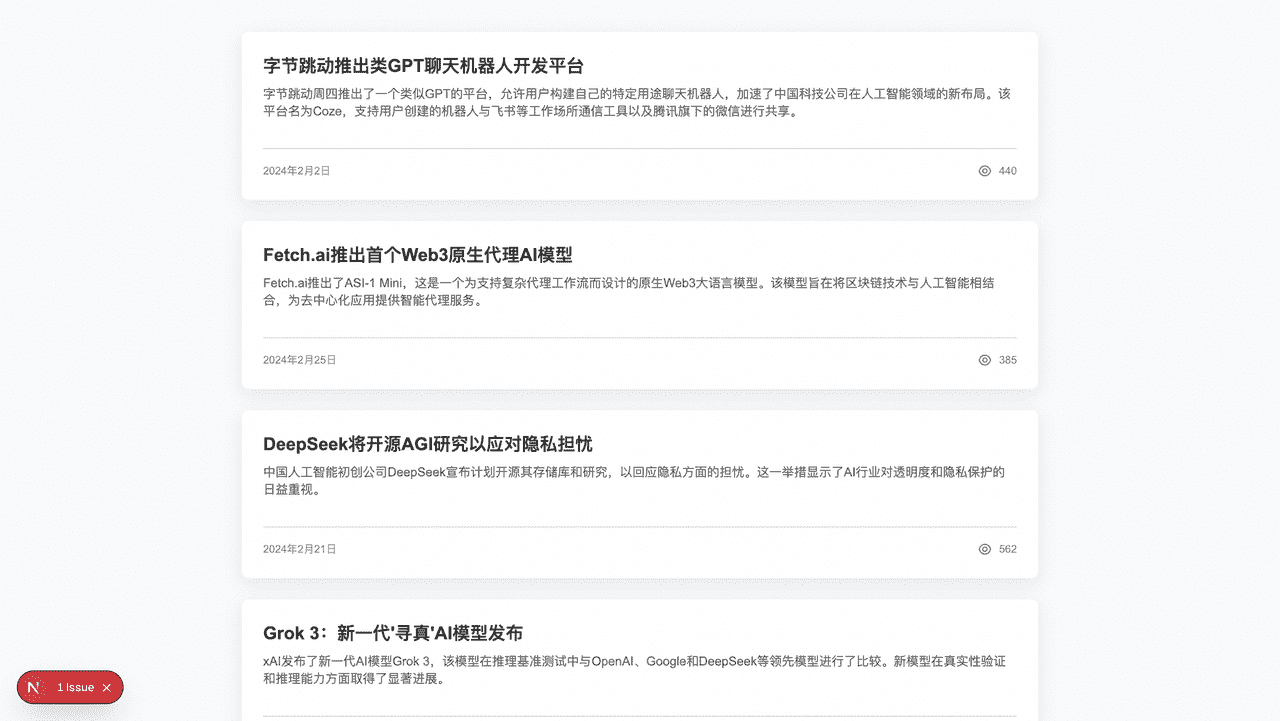 字节跳动推出类GPT聊天机器人开发平台
字节跳动周四推出了一个类似GPT的平台，允许用户构建自己的特定用途聊天机器人，加速了中国科技公司在人工智能领域的新布局。该
平台名为Coze，支持用户创建的机器人与飞书等工作场所通信工具以及腾讯旗下的微信进行共享。
2024年2月2日
440
Fetch.ai推出首个Web3原生代理AI模型
Fetch.ai推出了ASI-1 Mini，这是一个为支持复杂代理工作流而设计的原生Web3大语言模型。该模型旨在将区块链技术与人工智能相结
合，为去中心化应用提供智能代理服务。
2024年2月25日
385
DeepSeek将开源AGI研究以应对隐私担忧
中国人工智能初创公司DeepSeek宣布计划开源其存储库和研究，以回应隐私方面的担忧。这一举措显示了AI行业对透明度和隐私保护的
日益重视。
2024年2月21日
562
Grok 3：新一代'寻真'AI模型发布
xAI发布了新一代AI模型Grok 3，该模型在推理基准测试中与OpenAI、Google和DeepSeek等领先模型进行了比较。新模型在真实性验证
和推理能力方面取得了显著进展。
N 1 Issue